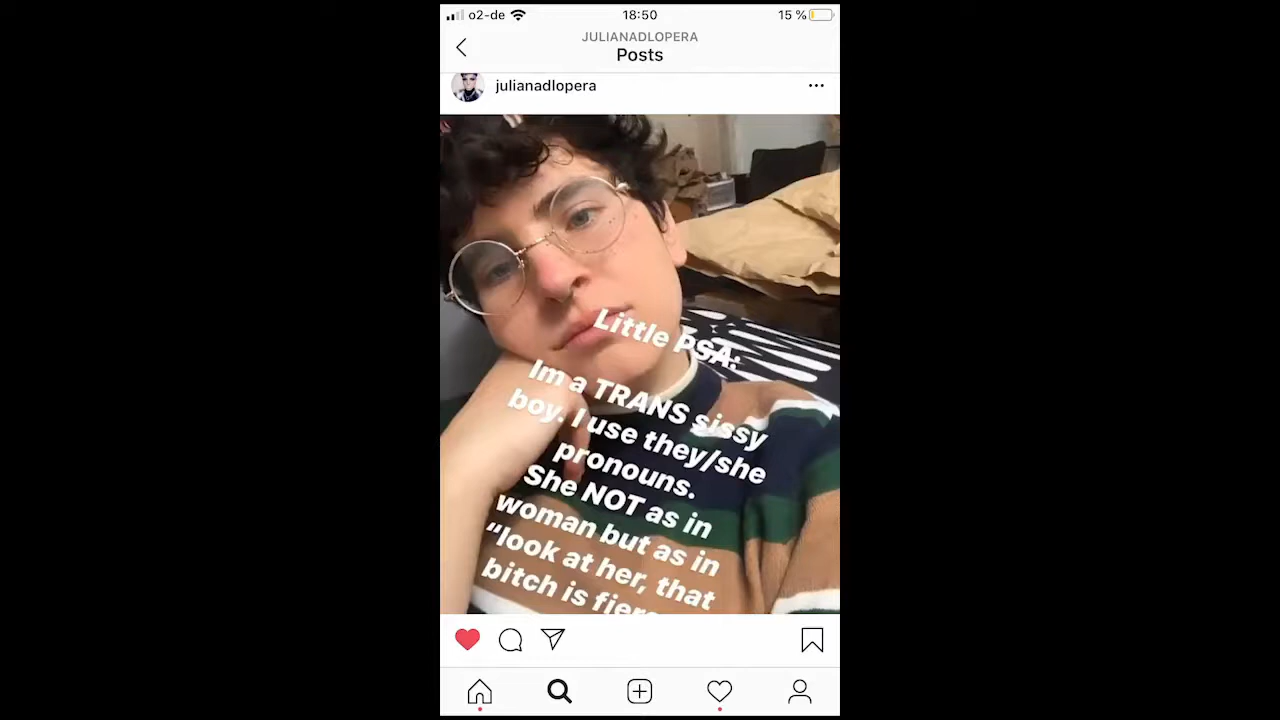 o2-de
18:50
15 %
JULIANADLOPERA
Posts
julianadlopera
Little PSA:
Im a TRANS sissy
boy. I use they/she
pronouns.
She NOT as in
woman but as in
“look at her, that
bitch is